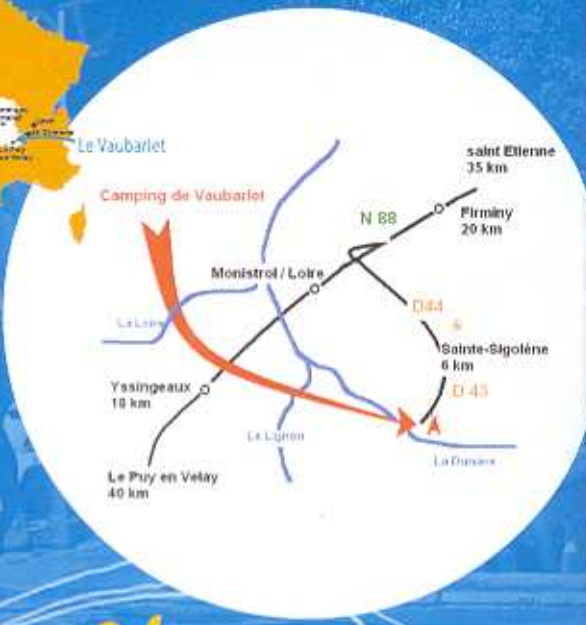 Le Vaubarlet
saint Etienne
35 km
Camping de Vaubarlet
Firminy
20 km
N 88
Monistrol / Loire
D44
La Loire
&
Sainte-Sigolène
6 km
Yssingeaux
18 km
D 43
Le Lignon
La Dunière
Le Puy en Velay
40 km